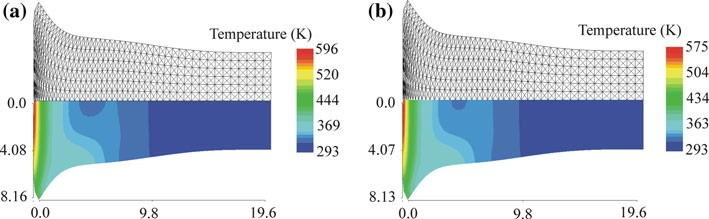 (a)
Temperature (K)
596
520
444
369
293
0.0
4.08
8.16
0.0 9.8 19.6
(b)
Temperature (K)
575
504
434
363
293
0.0
4.07
8.13
0.0 9.8 19.6